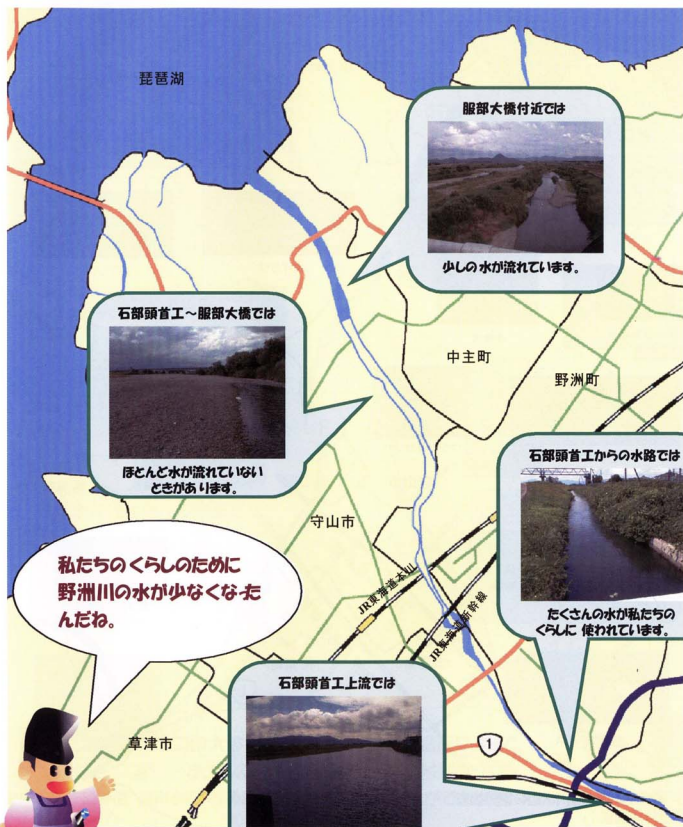 琵琶湖
服部大橋付近では
少しの水が流れています。
石部頭首工～服部大橋では
ほとんど水が流れていない
ときがあります。
中主町
野洲町
石部頭首工からの水路では
たくさんの水が私たちの
くらしに使われています。
守山市
JR東海道本線
JR東海道新幹線
私たちのくらしのために
野洲川の水が少なくなった
んだね。
石部頭首工上流では
草津市
1